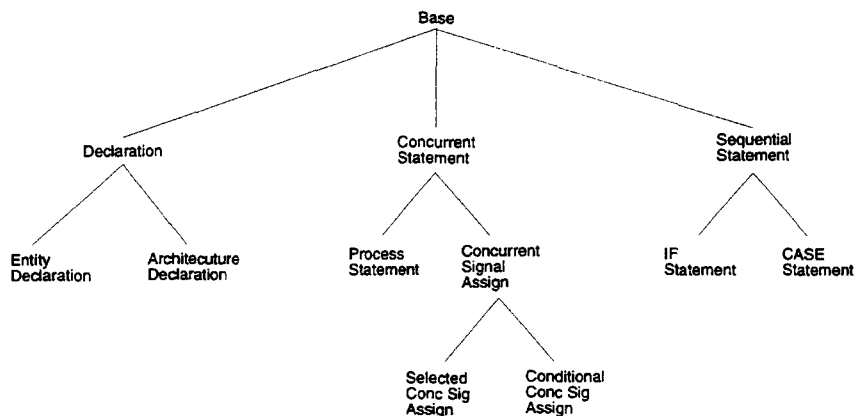 Base
Declaration
Concurrent
Statement
Sequential
Statement
Entity
Declaration
Architecuture
Declaration
Process
Statement
Concurrent
Signal
Assign
IF
Statement
CASE
Statement
Selected
Conc Sig
Assign
Conditional
Conc Sig
Assign